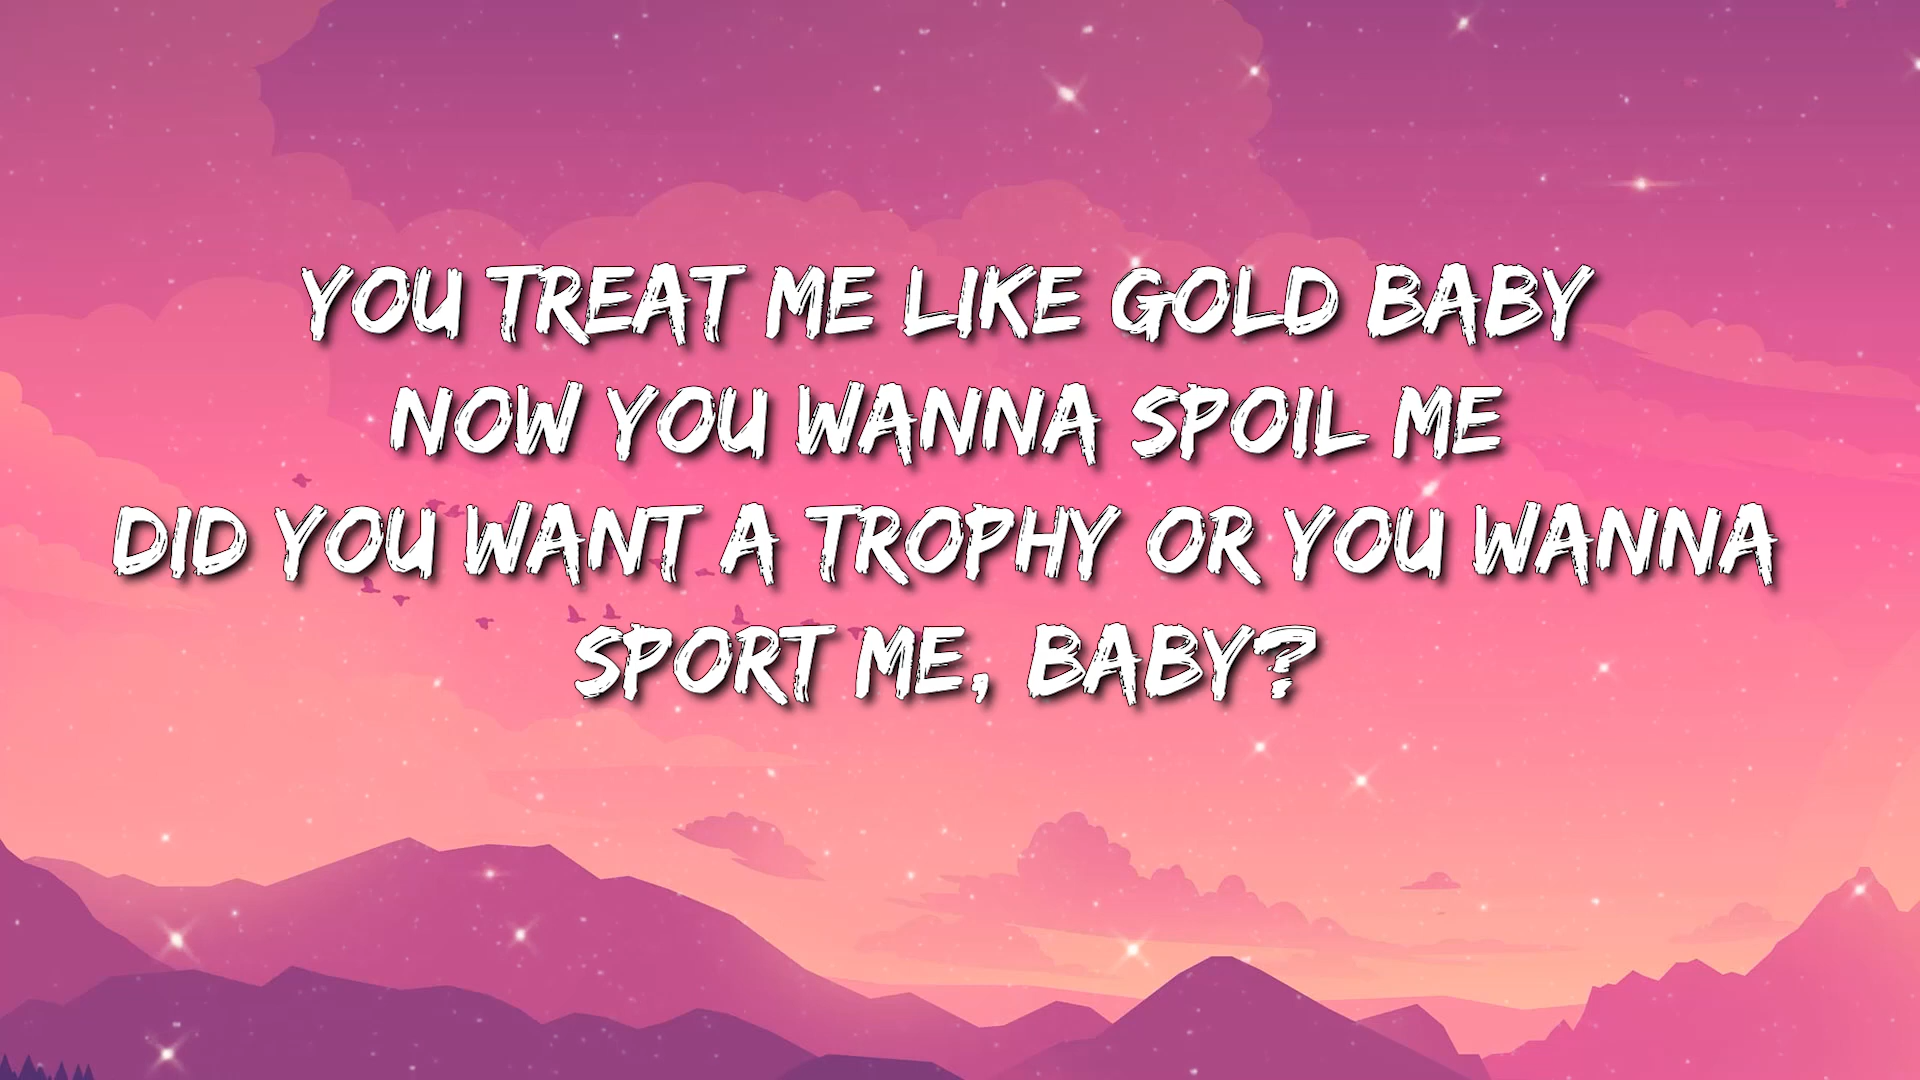 YOU TREAT ME LIKE GOLD BABY
NOW YOU WANNA SPOIL ME
DID YOU WANT A TROPHY OR YOU WANNA
SPORT ME, BABY?